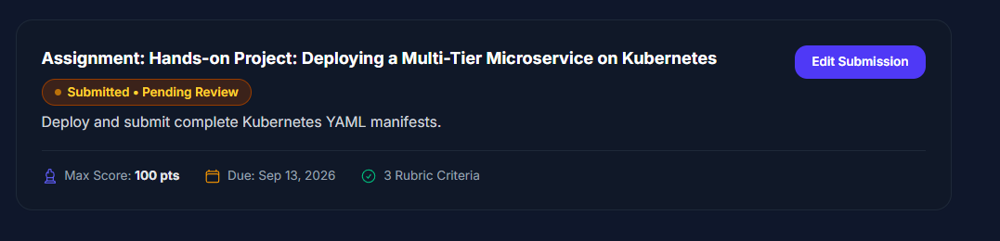 Assignment: Hands-on Project: Deploying a Multi-Tier Microservice on Kubernetes
Edit Submission
Submitted • Pending Review
Deploy and submit complete Kubernetes YAML manifests.
Max Score: 100 pts
Due: Sep 13, 2026
3 Rubric Criteria